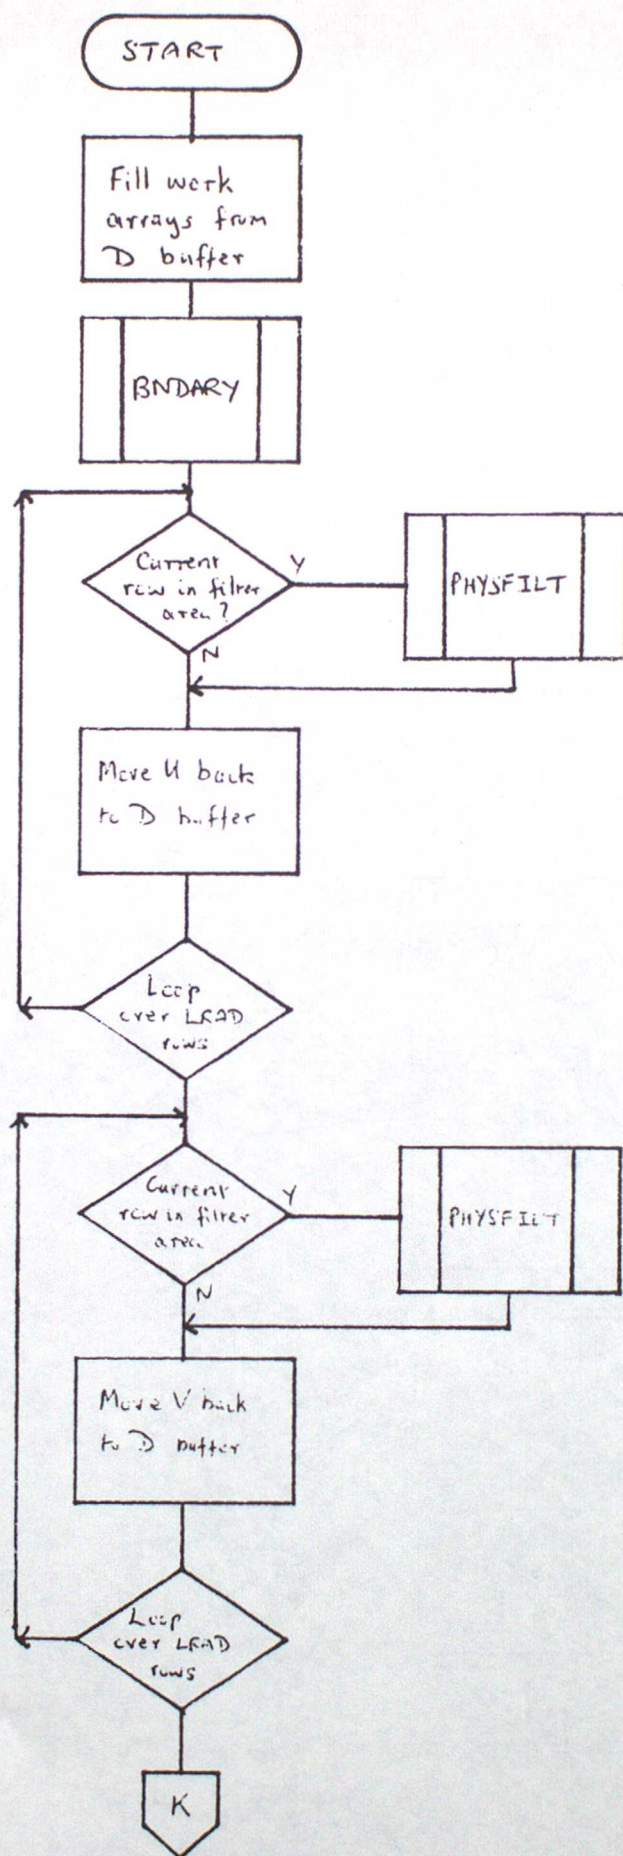 START
Fill work
arrays from
D buffer
BNDARY
Current
row in filter
area?
Y
PHYSFILT
N
Move U back
to D buffer
Loop
over LRAD
rows
Current
row in filter
area
Y
PHYSFILT
N
Move V back
to D buffer
Loop
over LRAD
rows
K